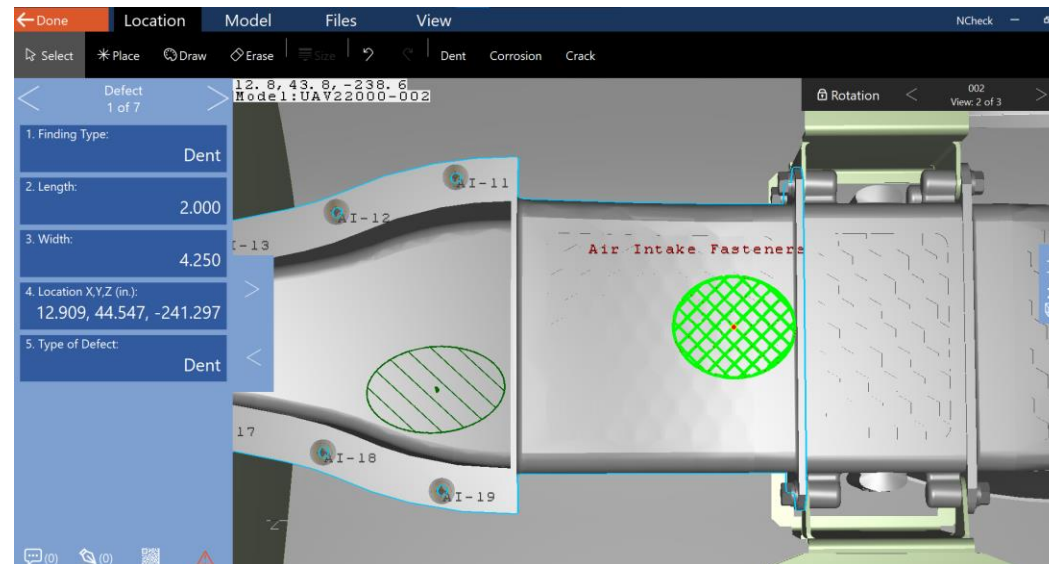 Done Location Model Files View NCheck
Select Place Draw Erase Size Dent Corrosion Crack
Defect
1 of 7
12.8, 43.8, -238.6
Model:UAV22000-002
Rotation
002
View: 2 of 3
1. Finding Type:
Dent
2. Length:
2.000
3. Width:
4.250
4. Location X,Y,Z (in.):
12.909, 44.547, -241.297
5. Type of Defect:
Dent
AI-11
AI-12
-13
Air Intake Fasteners
17
AI-18
AI-19
(0) (0)